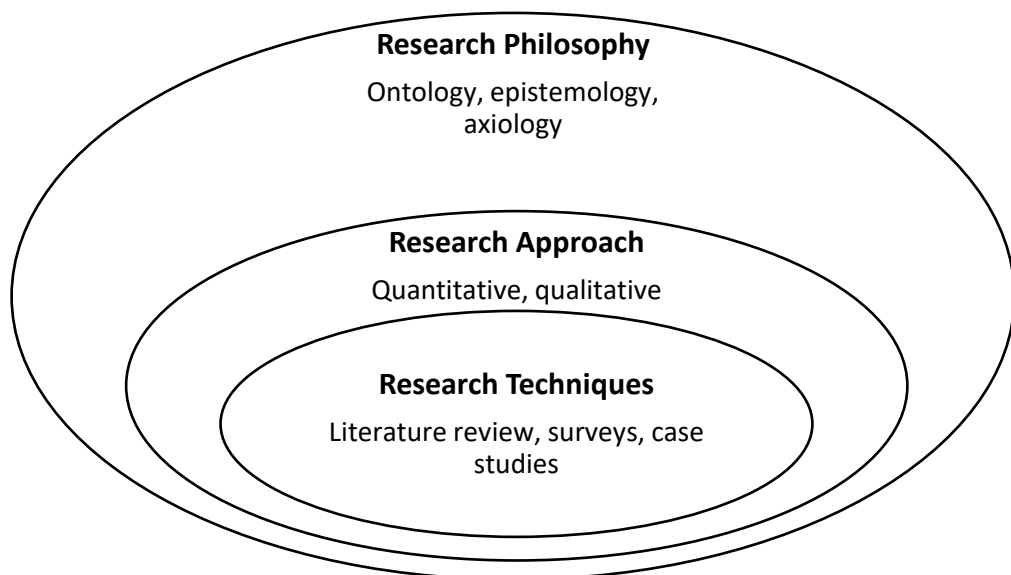 Research Philosophy
Ontology, epistemology,
axiology
Research Approach
Quantitative, qualitative
Research Techniques
Literature review, surveys, case
studies